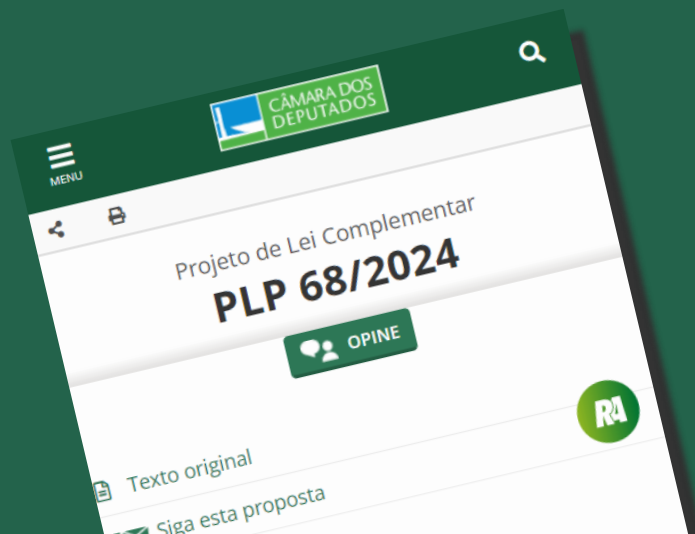 CÂMARA DOS
DEPUTADOS
MENU
Projeto de Lei Complementar
PLP 68/2024
OPINE
RA
Texto original
Siga esta proposta